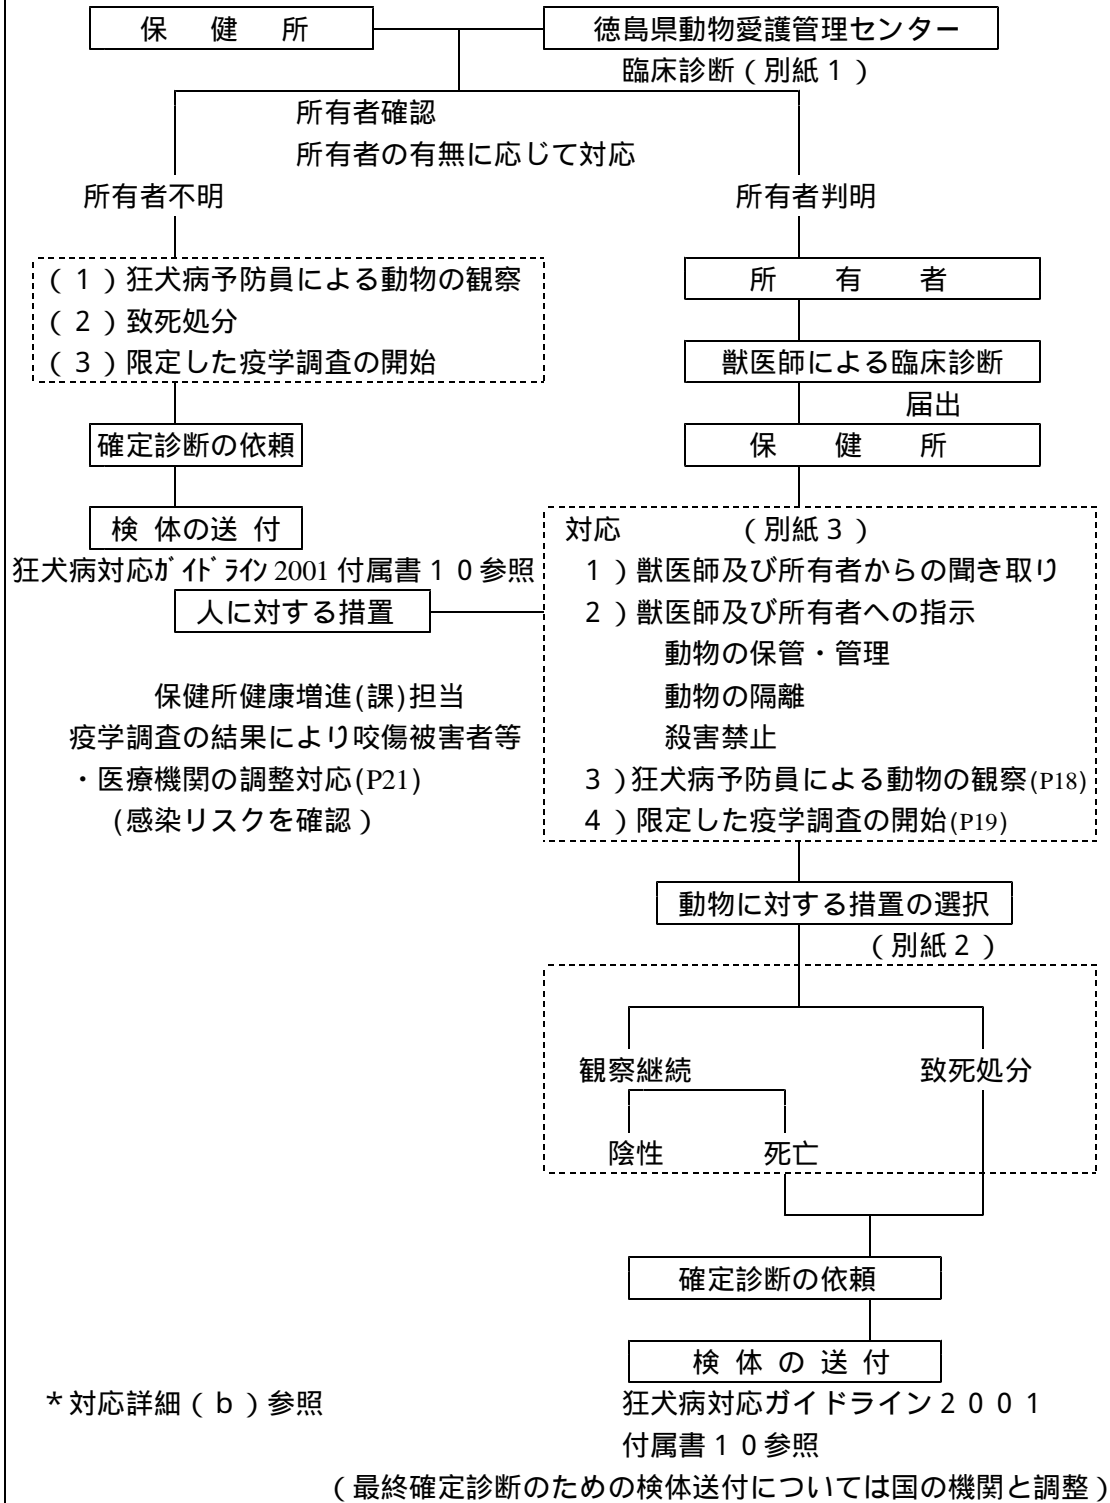 保 健 所
徳島県動物愛護管理センター
臨床診断（別紙１）
所有者確認
所有者の有無に応じて対応
所有者不明
所有者判明
（１）狂犬病予防員による動物の観察
（２）致死処分
（３）限定した疫学調査の開始
所 有 者
獣医師による臨床診断
届出
確定診断の依頼
保 健 所
検 体の送 付
狂犬病対応ｶﾞｲﾄﾞﾗｲﾝ 2001 付属書１０参照
人に対する措置
対応 （別紙３）
１）獣医師及び所有者からの聞き取り
２）獣医師及び所有者への指示
動物の保管・管理
動物の隔離
殺害禁止
３）狂犬病予防員による動物の観察(P18)
４）限定した疫学調査の開始(P19)
保健所健康増進(課)担当
疫学調査の結果により咬傷被害者等
・医療機関の調整対応(P21)
(感染リスクを確認）
動物に対する措置の選択
（別紙２）
観察継続
致死処分
陰性
死亡
確定診断の依頼
検 体 の 送 付
＊対応詳細（ｂ）参照
狂犬病対応ガイドライン２００１
付属書１０参照
（最終確定診断のための検体送付については国の機関と調整）